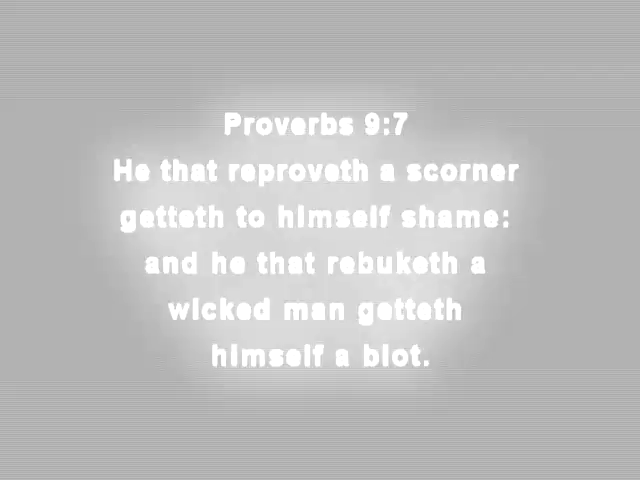 Proverbs 9:7
He that reproveth a scorner
getteth to himself shame:
and he that rebuketh a
wicked man getteth
himself a blot.